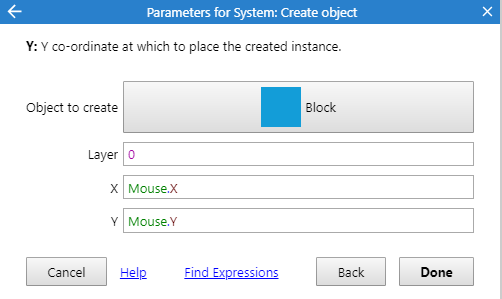 Parameters for System: Create object
Y: Y co-ordinate at which to place the created instance.
Object to create Block
Layer 0
X Mouse.X
Y Mouse.Y
Cancel Help Find Expressions Back Done